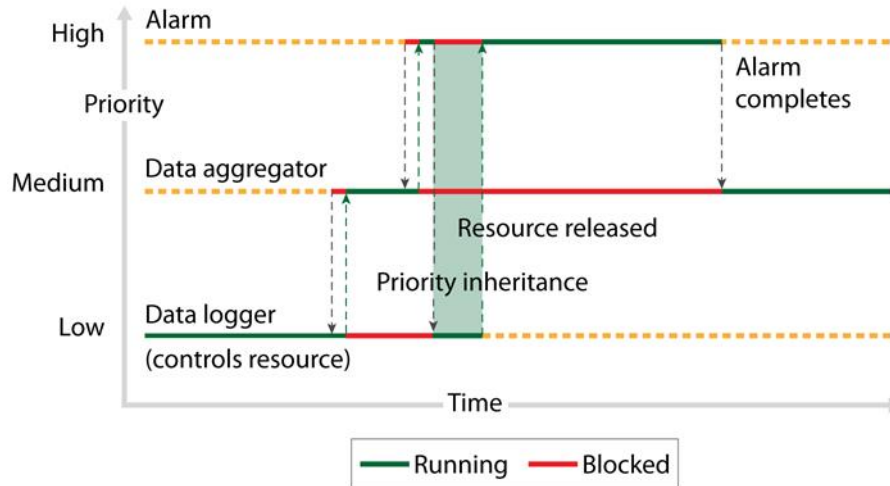 High
Alarm
Priority
Alarm
completes
Medium
Data aggregator
Resource released
Priority inheritance
Low
Data logger
(controls resource)
Time
Running
Blocked